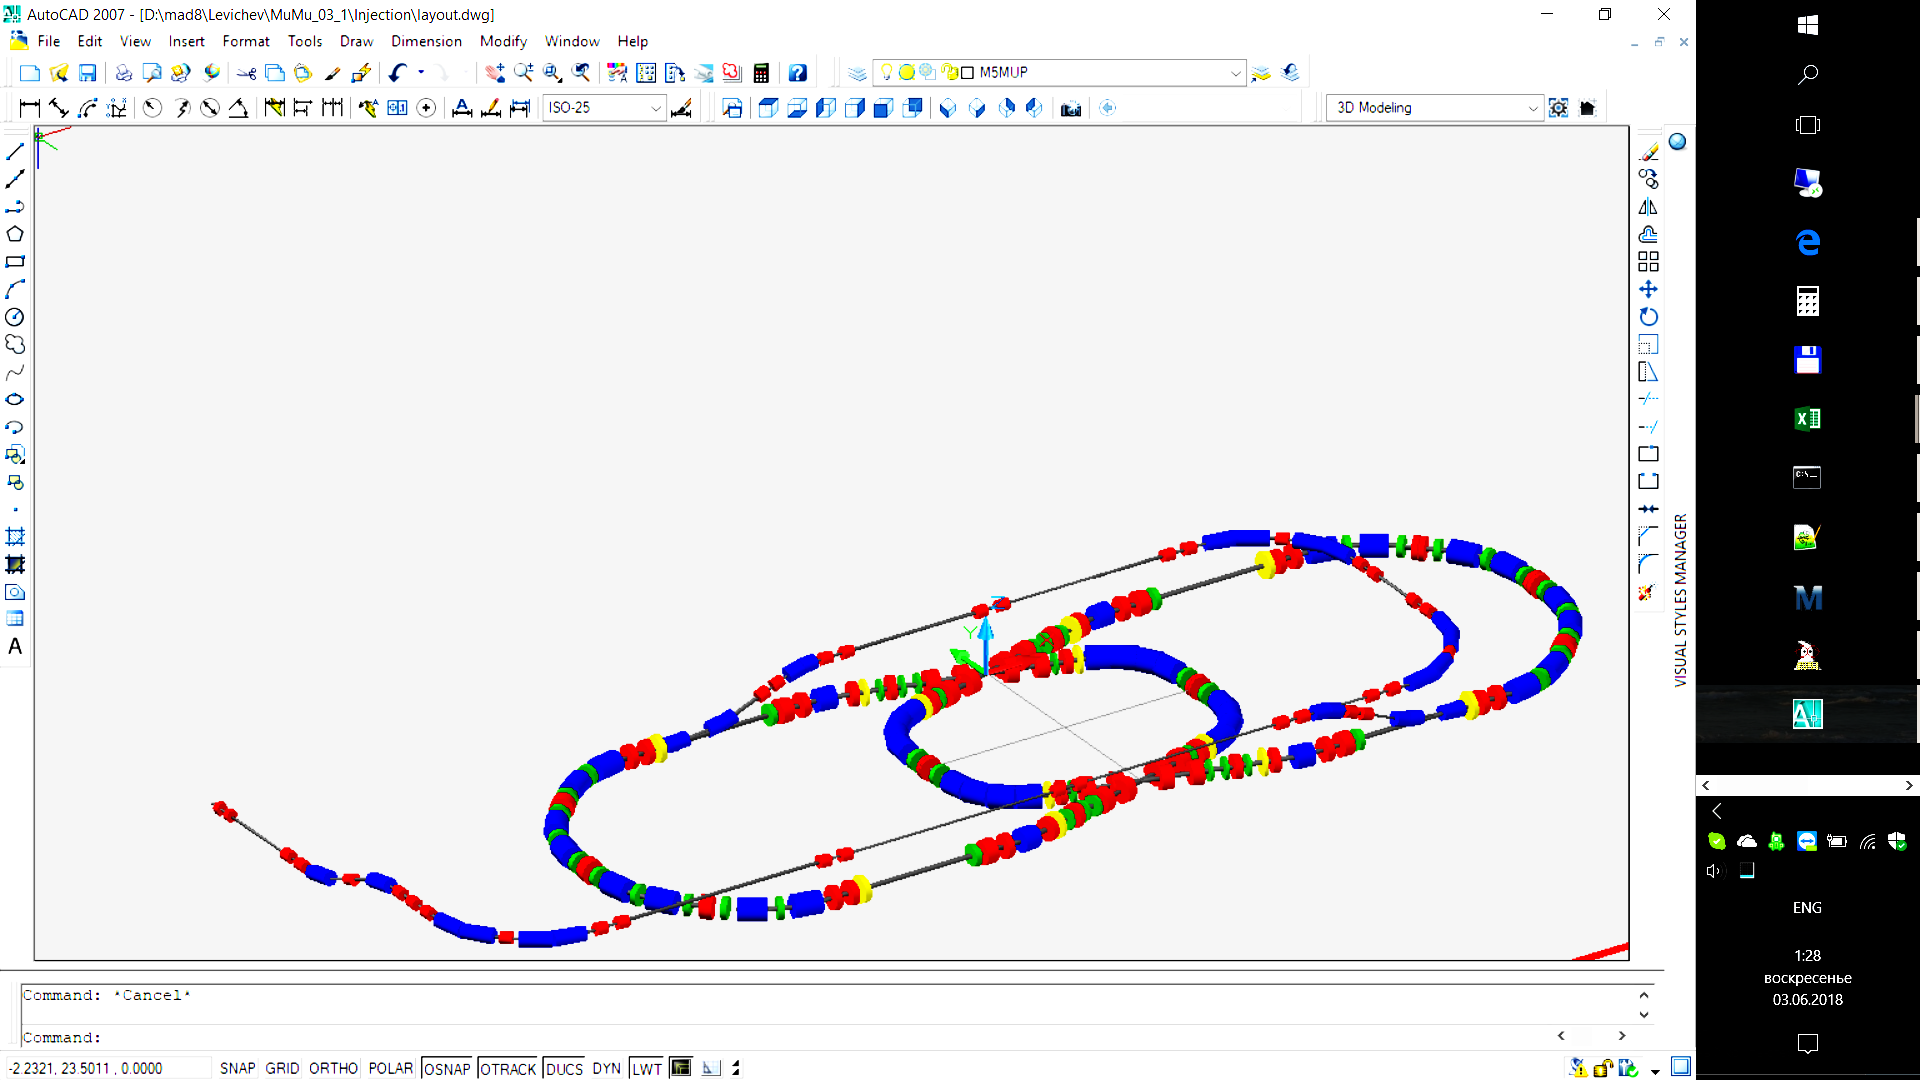 AutoCAD 2007 - [D:\mad8\Levichev\MuMu_03_1\Injection\layout.dwg]
File Edit View Insert Format Tools Draw Dimension Modify Window Help
M5MUP
ISO-25
3D Modeling
Y
Z
VISUAL STYLES MANAGER
A
Command: *Cancel*
Command:
-2.2321, 23.5011 , 0.0000 SNAP GRID ORTHO POLAR OSNAP OTRACK DUCS DYN LWT
ENG
1:28
воскресенье
03.06.2018